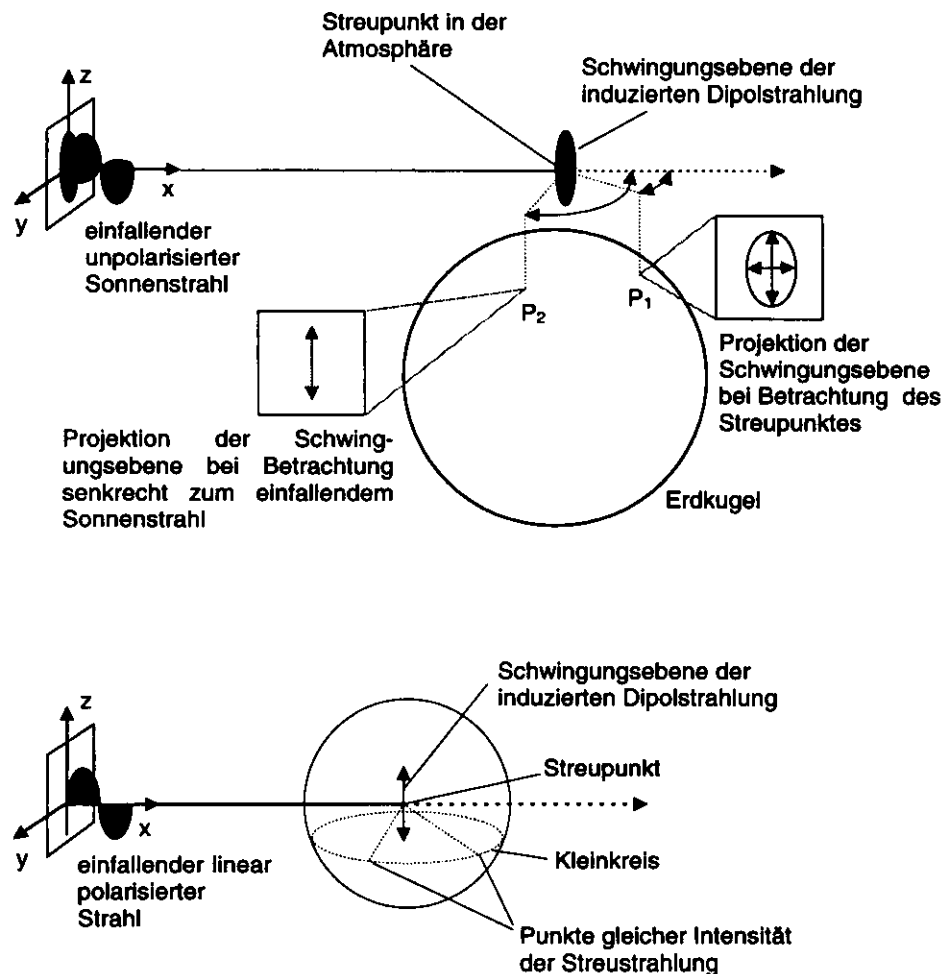 Streupunkt in der
Atmosphäre
Schwingungsebene der
induzierten Dipolstrahlung
z
x
y
einfallender
unpolarisierter
Sonnenstrahl
P₂
P₁
Projektion der
Schwingungsebene
bei Betrachtung des
Streupunktes
Projektion der Schwing-
ungsebene bei Betrachtung
senkrecht zum einfallendem
Sonnenstrahl
Erdkugel
Schwingungsebene der
induzierten Dipolstrahlung
z
Streupunkt
x
y
einfallender linear
polarisierter
Strahl
Kleinkreis
Punkte gleicher Intensität
der Streustrahlung